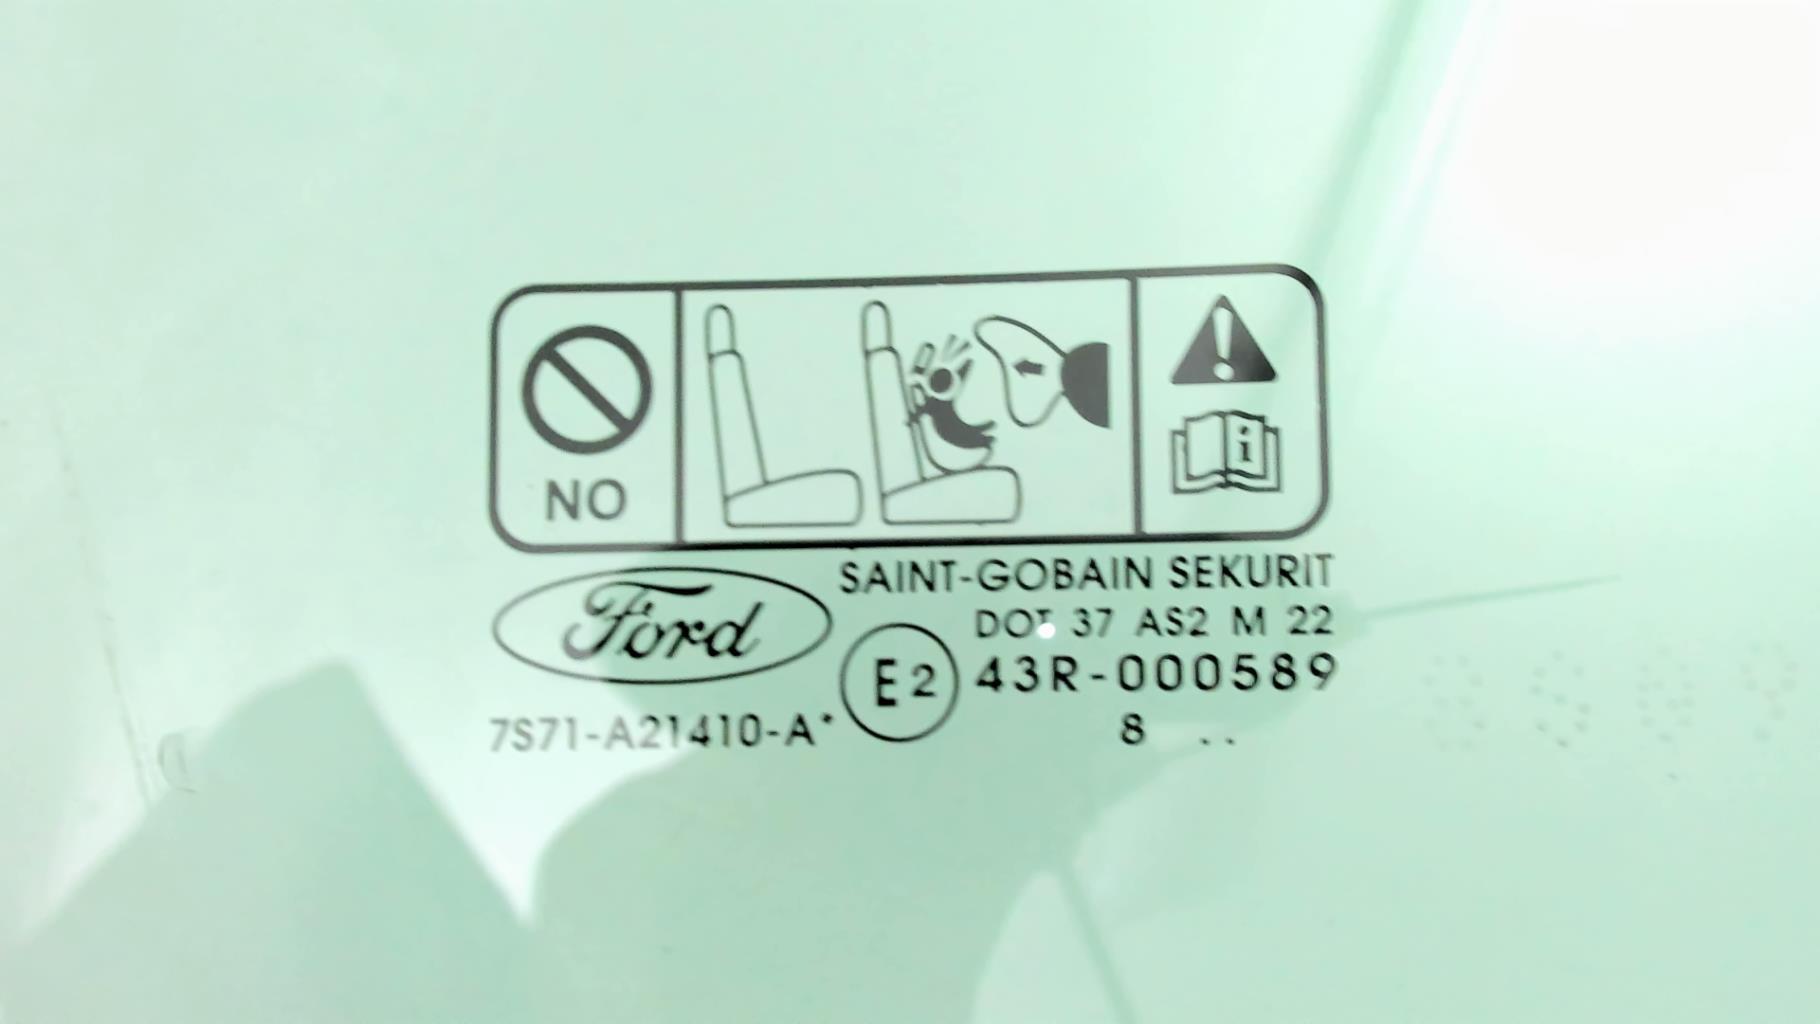 NO
i
SAINT-GOBAIN SEKURIT
Ford
DOT 37 AS2 M 22
E2
43R-000589
7S71-A21410-A*
8 ..